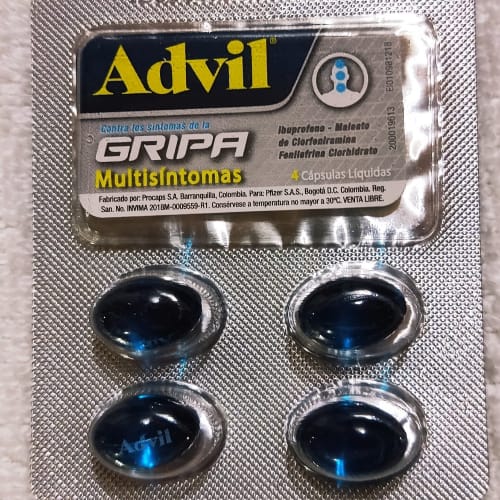 Advil®
Contra los síntomas de la
GRIPA
Multisíntomas
Ibuprofeno - Maleato
de Clorfeniramina
Fenilefrina Clorhidrato
4 Cápsulas Líquidas
Fabricado por: Procaps S.A. Barranquilla, Colombia. Para: Pfizer S.A.S., Bogotá D.C. Colombia. Reg.
San. No. INVIMA 2018M-0009559-R1. Consérvese a temperatura no mayor a 30ºC. VENTA LIBRE.
200019613
Advil